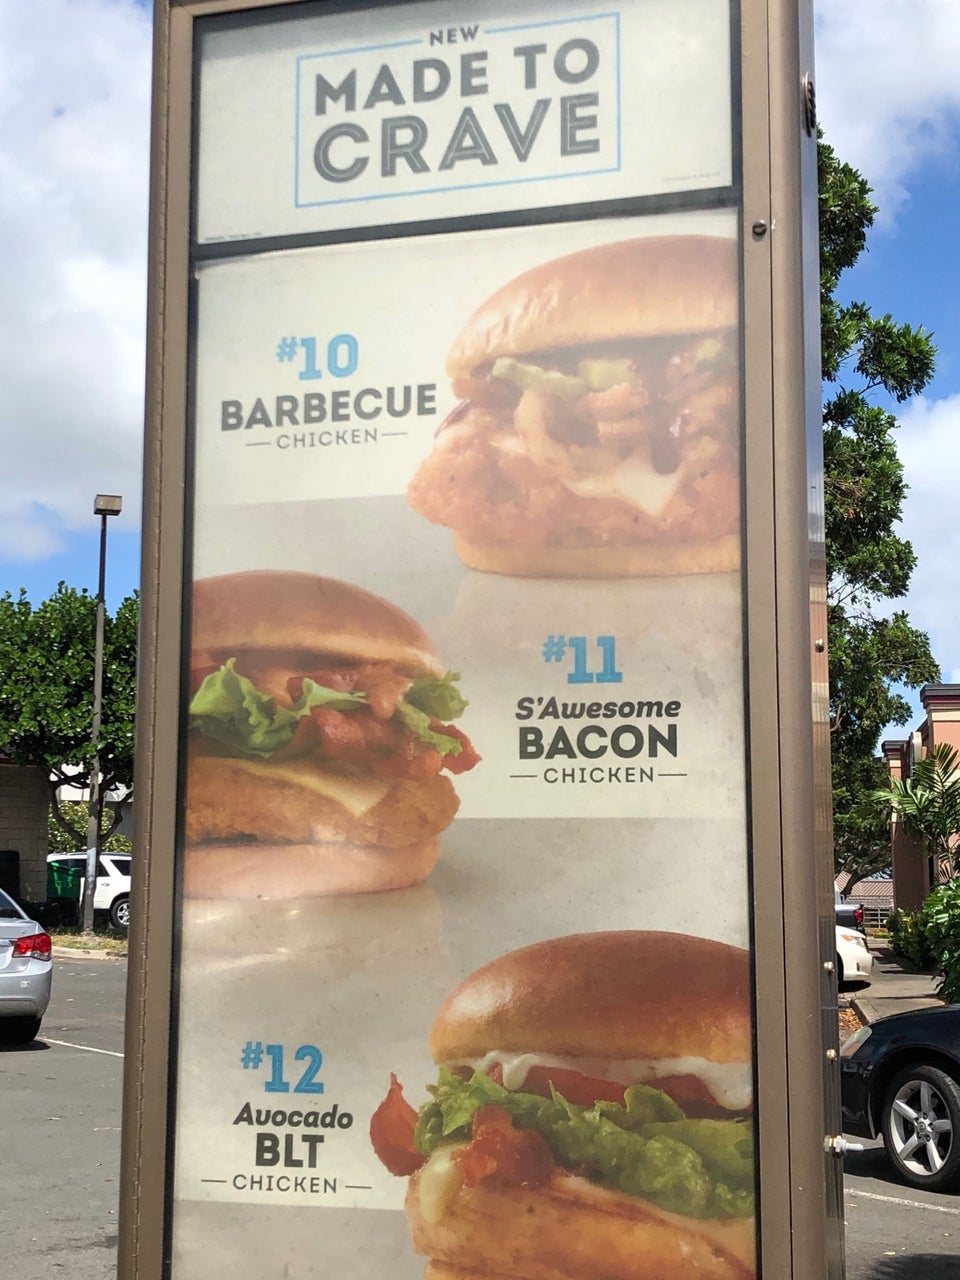 NEW
MADE TO
CRAVE
#10
BARBECUE
CHICKEN
#11
S'Awesome
BACON
CHICKEN
#12
Avocado
BLT
CHICKEN